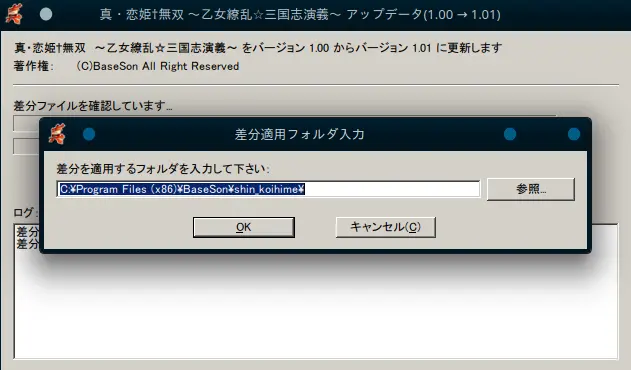 真・恋姫†無双 ～乙女繚乱☆三国志演義～ アップデータ(1.00 → 1.01)
真・恋姫†無双 ～乙女繚乱☆三国志演義～ をバージョン 1.00 からバージョン 1.01 に更新します
著作権： (C)BaseSon All Right Reserved
差分ファイルを確認しています...
差分適用フォルダ入力
差分を適用するフォルダを入力して下さい:
C:¥Program Files (x86)¥BaseSon¥shin_koihime¥
参照...
OK
キャンセル(C)
ログ:
差分
差分